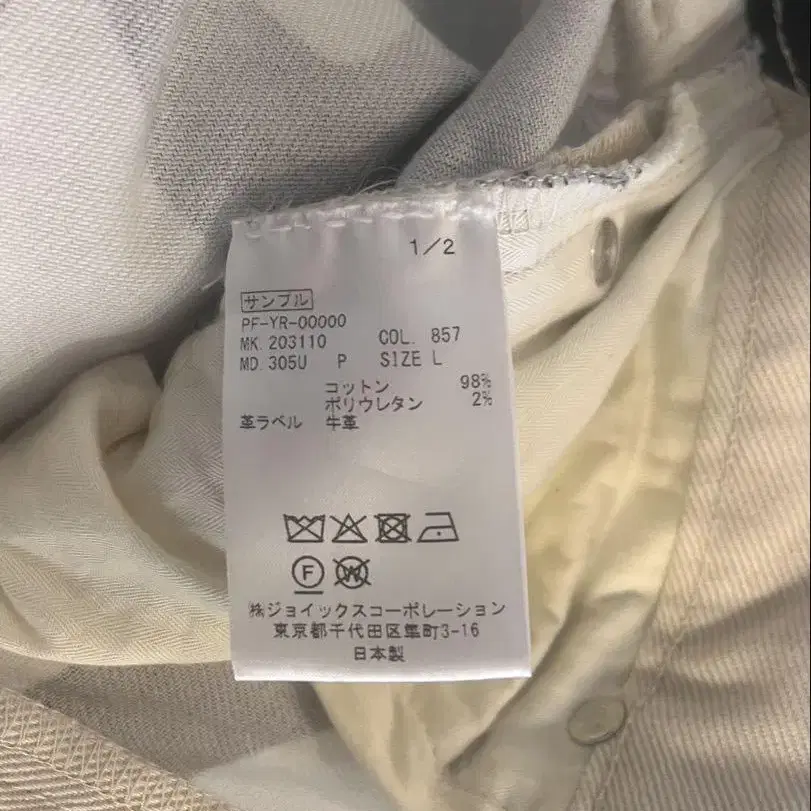 1/2
サンプル
PF-YR-00000
MK. 203110 COL. 857
MD. 305U P SIZE L
コットン 98%
ポリウレタン 2%
革ラベル 牛革
F
W
㈱ジョイックスコーポレーション
東京都千代田区隼町3-16
日本製